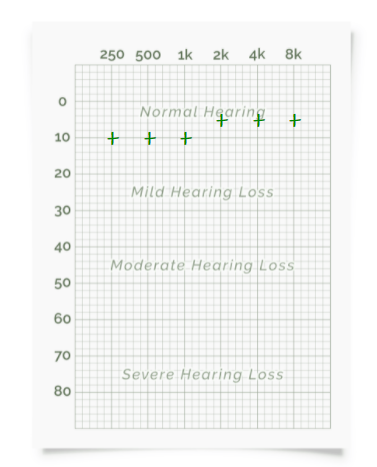 250 500 1k 2k 4k 8k
0
Normal Hearing
10
20
Mild Hearing Loss
30
40
Moderate Hearing Loss
50
60
70
Severe Hearing Loss
80